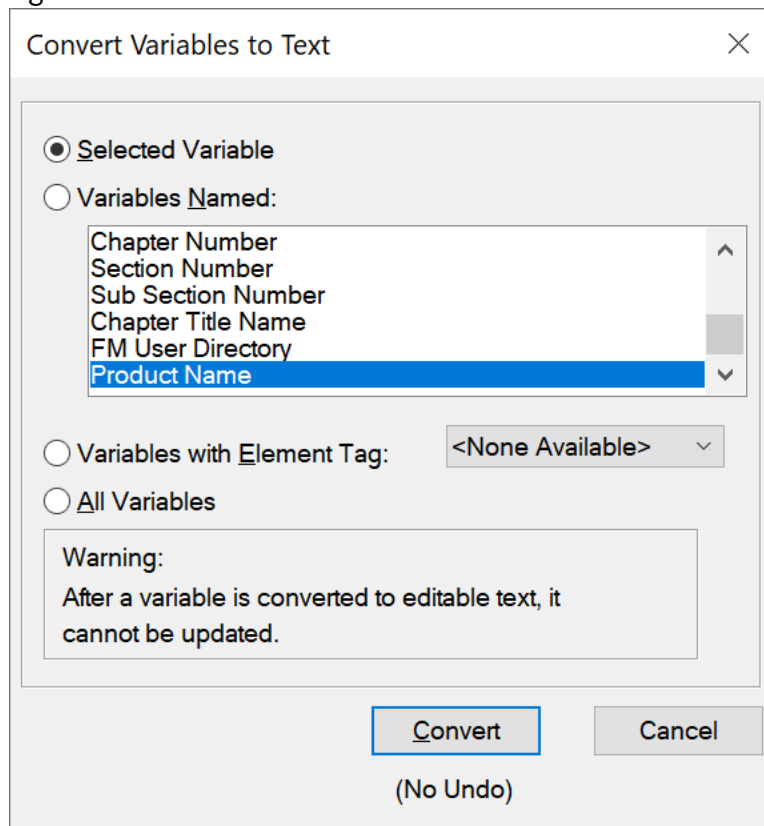 Convert Variables to Text
Selected Variable
Variables Named:
Chapter Number
Section Number
Sub Section Number
Chapter Title Name
FM User Directory
Product Name
Variables with Element Tag: <None Available>
All Variables
Warning:
After a variable is converted to editable text, it
cannot be updated.
Convert Cancel
(No Undo)